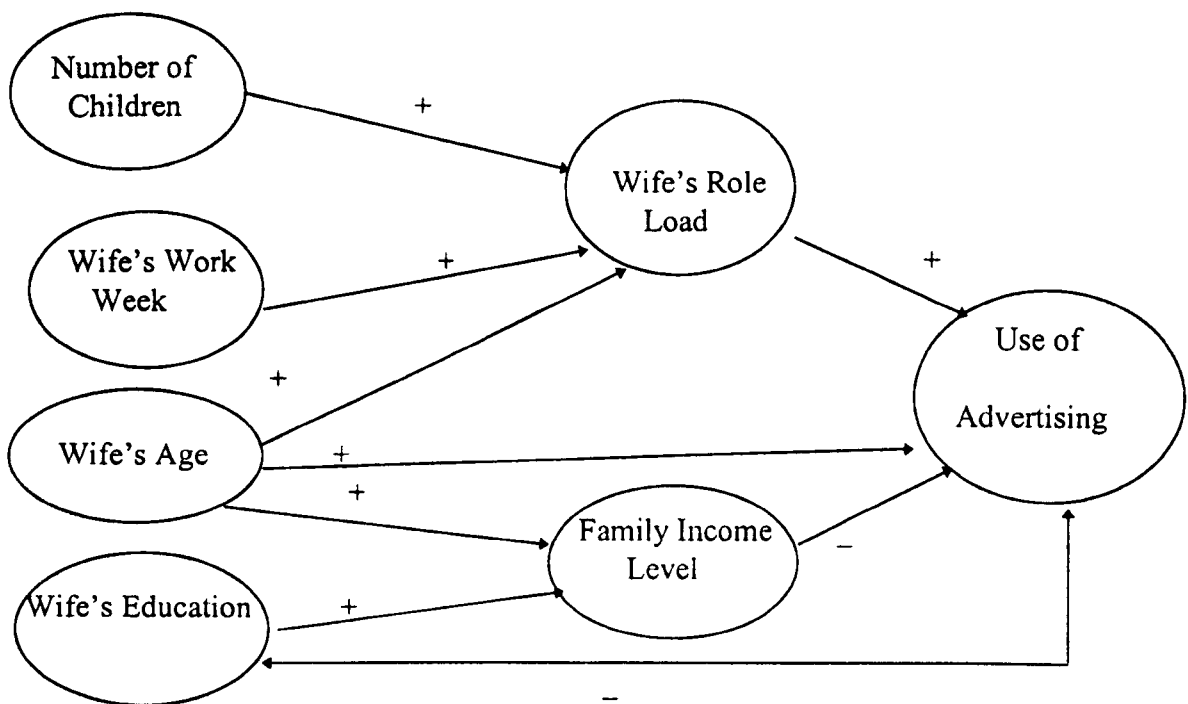 Number of
Children
+
Wife's Role
Load
Wife's Work
Week
+
+
Use of
Advertising
+
Wife's Age
+
+
Family Income
Level
–
Wife's Education
+
–